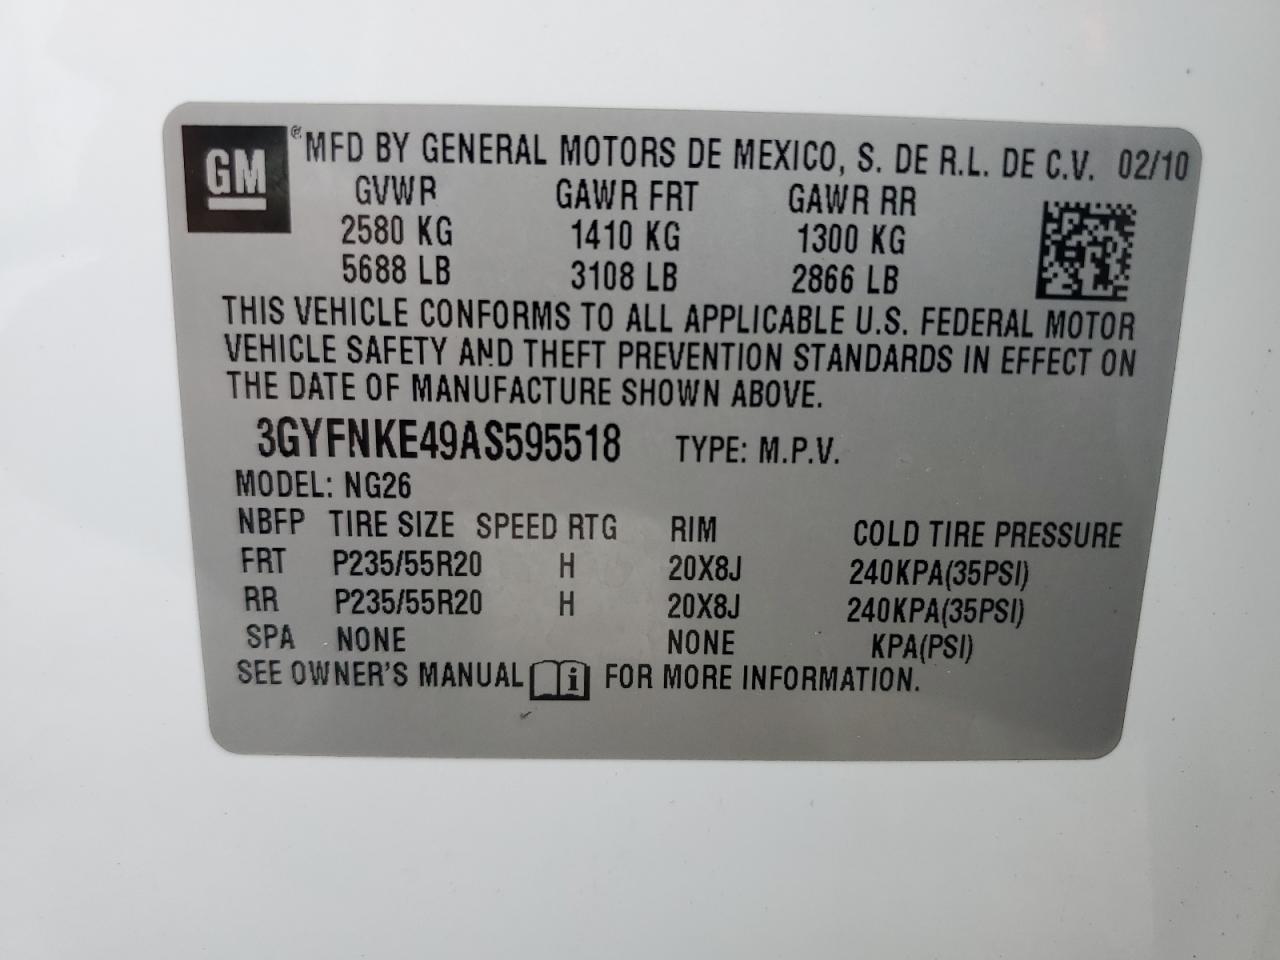 GM ® MFD BY GENERAL MOTORS DE MEXICO, S. DE R.L. DE C.V. 02/10
GVWR GAWR FRT GAWR RR
2580 KG 1410 KG 1300 KG
5688 LB 3108 LB 2866 LB
THIS VEHICLE CONFORMS TO ALL APPLICABLE U.S. FEDERAL MOTOR
VEHICLE SAFETY AND THEFT PREVENTION STANDARDS IN EFFECT ON
THE DATE OF MANUFACTURE SHOWN ABOVE.
3GYFNKE49AS595518 TYPE: M.P.V.
MODEL: NG26
NBFP TIRE SIZE SPEED RTG RIM COLD TIRE PRESSURE
FRT P235/55R20 H 20X8J 240KPA(35PSI)
RR P235/55R20 H 20X8J 240KPA(35PSI)
SPA NONE NONE KPA(PSI)
SEE OWNER'S MANUAL i FOR MORE INFORMATION.